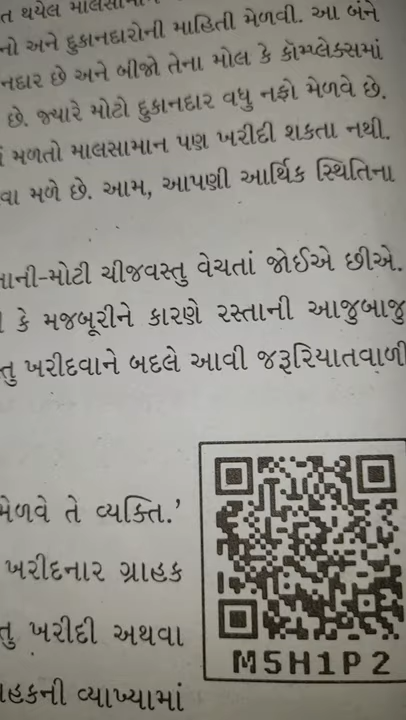 ત થયેલ માલસામાન
નો અને દુકાનદારોની માહિતી મેળવી. આ બંને
નદાર છે અને બીજો તેના મોલ કે કૉમ્પ્લેક્સમાં
છે. જ્યારે મોટો દુકાનદાર વધુ નફો મેળવે છે.
મળતો માલસામાન પણ ખરીદી શકતા નથી.
વા મળે છે. આમ, આપણી આર્થિક સ્થિતિના
નાની-મોટી ચીજવસ્તુ વેચતાં જોઈએ છીએ.
કે મજબૂરીને કારણે રસ્તાની આજુબાજુ
તુ ખરીદવાને બદલે આવી જરૂરિયાતવાળી
મેળવે તે વ્યક્તિ.'
ખરીદનાર ગ્રાહક
તુ ખરીદી અથવા
ાહકની વ્યાખ્યામાં
M5H1P2